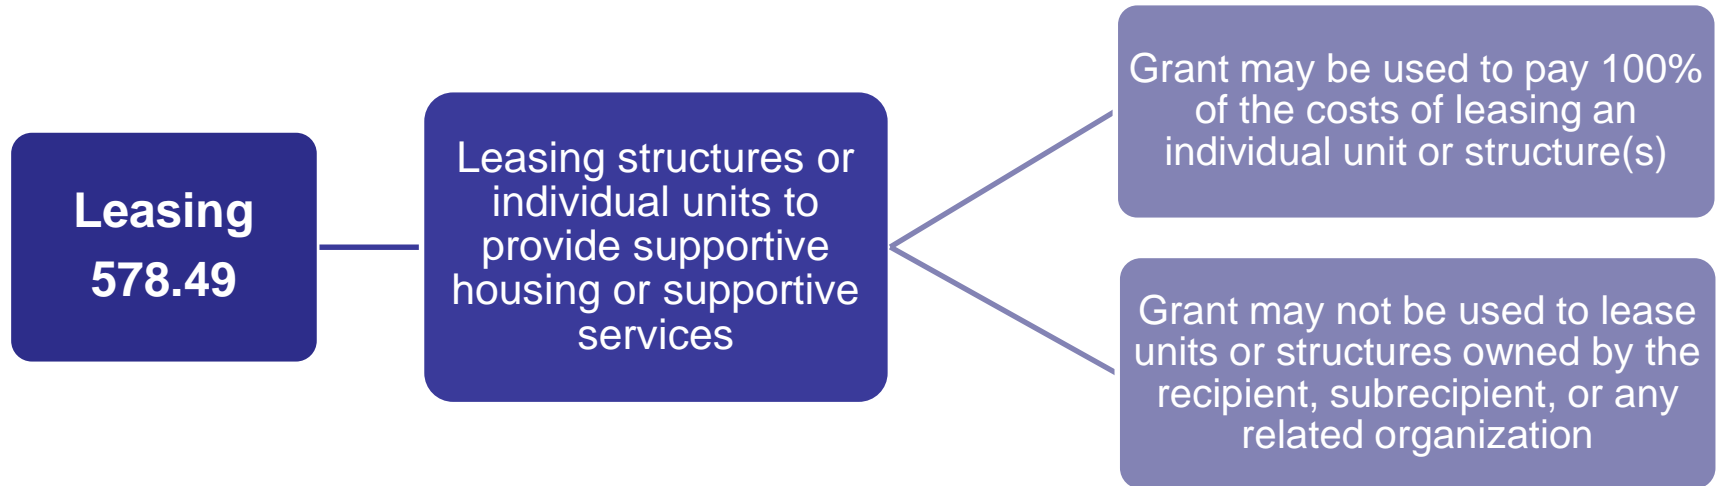 Leasing
578.49
Leasing structures or
individual units to
provide supportive
housing or supportive
services
Grant may be used to pay 100%
of the costs of leasing an
individual unit or structure(s)
Grant may not be used to lease
units or structures owned by the
recipient, subrecipient, or any
related organization